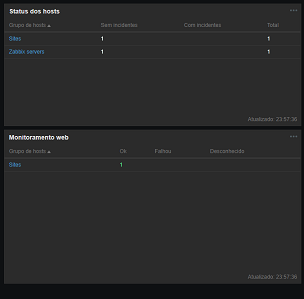 Status dos hosts
Grupo de hosts Sem incidentes Com incidentes Total
Sites 1 1
Zabbix servers 1 1
Atualizado: 23:57:36
Monitoramento web
Grupo de hosts Ok Falhou Desconhecido
Sites 1
Atualizado: 23:57:36